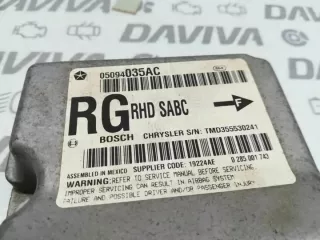 DAVIVA
05094035AC
RG RHD SABC
F
BOSCH CHRYSLER S/N: TMD355530241
ASSEMBLED IN MEXICO SUPPLIER CODE: 19224AE 0 285 001 743
WARNING: REFER TO SERVICE MANUAL BEFORE SERVICING
IMPROPER SERVICING CAN RESULT IN AIRBAG SYSTEM
FAILURE AND POSSIBLE DRIVER AND/OR PASSENGER INJURY